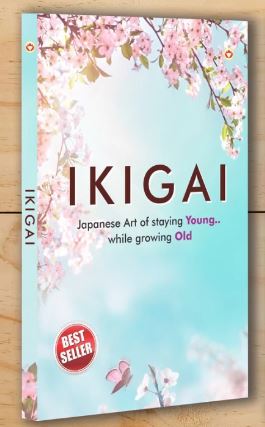 IKIGAI
IKIGAI
Japanese Art of staying Young..
while growing Old
BEST
SELLER